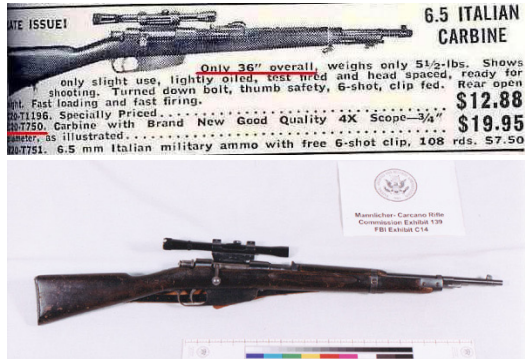 ATE ISSUE!
6.5 ITALIAN
CARBINE
Only 36" overall, weighs only 5½-lbs. Shows
only slight use, lightly oiled, test fired and head spaced, ready for
shooting. Turned down bolt, thumb safety, 6-shot, clip fed. Rear open
Fast loading and fast firing.
T1196. Specially Priced
$12.88
T750. Carbine with Brand New Good Quality 4X Scope—¾"
as illustrated
$19.95
T751. 6.5 mm Italian military ammo with free 6-shot clip, 108 rds. $7.50
Mannlicher- Carcano Rifle
Commission Exhibit 139
FBI Exhibit C14